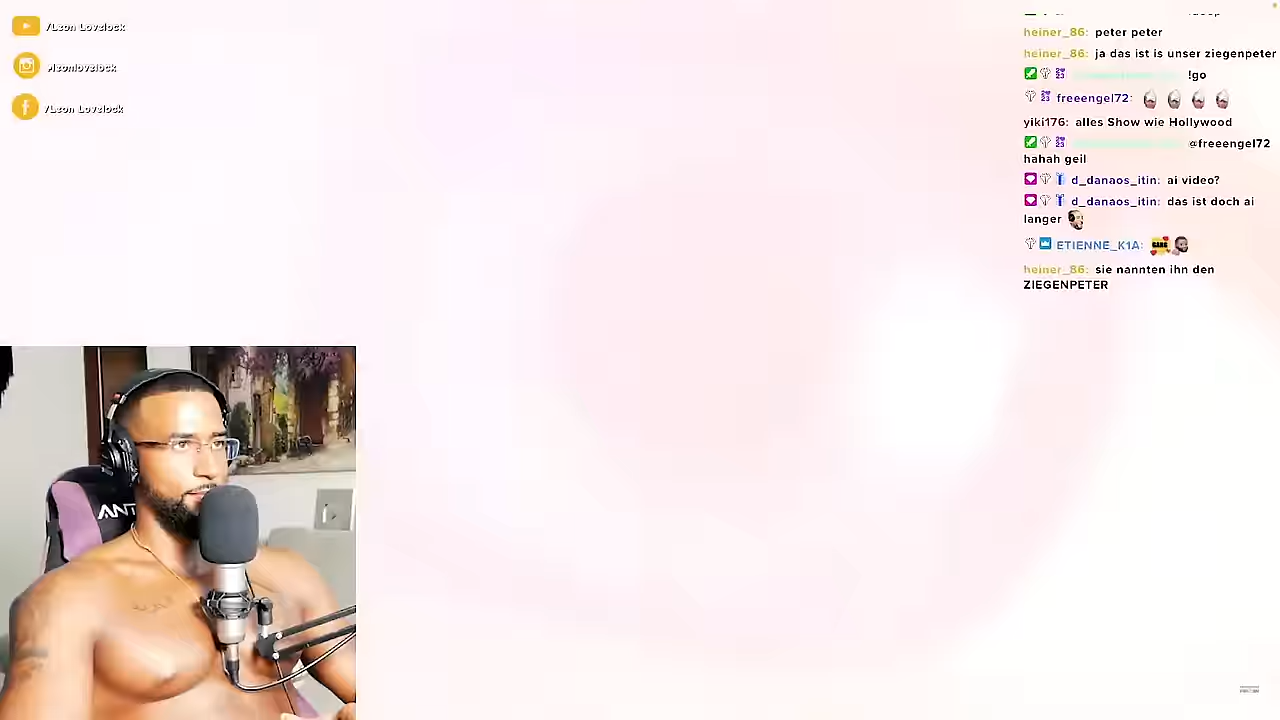 /Leon Lovelock
leonlovelock
/Leon Lovelock
heiner_86: peter peter
heiner_86: ja das ist is unser ziegenpeter
!go
freeengel72:
yiki176: alles Show wie Hollywood
@freeengel72
hahah geil
d_danaos_itin: ai video?
d_danaos_itin: das ist doch ai
langer
ETIENNE_K1A: GANG
heiner_86: sie nannten ihn den
ZIEGENPETER
ANT